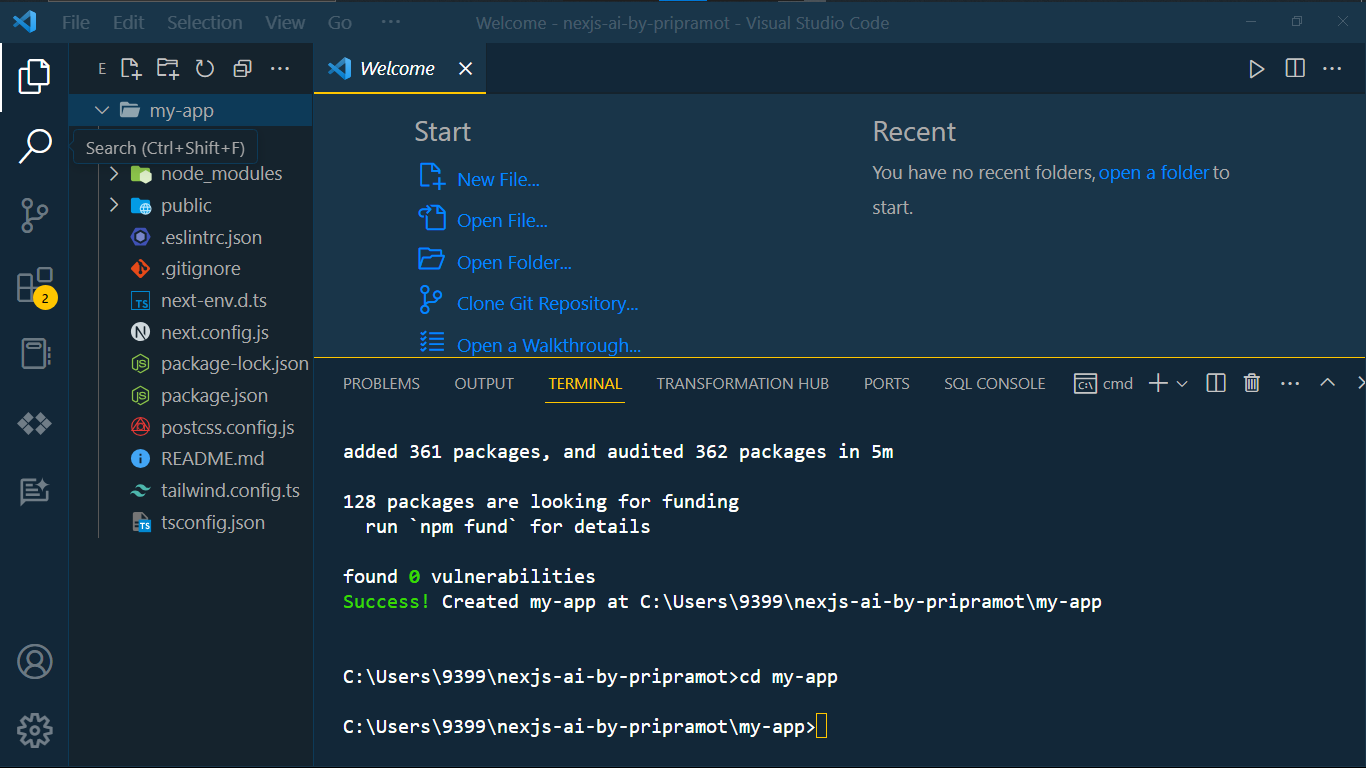 File Edit Selection View Go ··· Welcome - nexjs-ai-by-pripramot - Visual Studio Code
E
Welcome
my-app
Search (Ctrl+Shift+F)
node_modules
public
.eslintrc.json
.gitignore
next-env.d.ts
next.config.js
package-lock.json
package.json
postcss.config.js
README.md
tailwind.config.ts
tsconfig.json
2
Start
New File...
Open File...
Open Folder...
Clone Git Repository...
Open a Walkthrough...
Recent
You have no recent folders, open a folder to
start.
PROBLEMS OUTPUT TERMINAL TRANSFORMATION HUB PORTS SQL CONSOLE cmd
added 361 packages, and audited 362 packages in 5m
128 packages are looking for funding
run `npm fund` for details
found 0 vulnerabilities
Success! Created my-app at C:\Users\9399\nexjs-ai-by-pripramot\my-app
C:\Users\9399\nexjs-ai-by-pripramot>cd my-app
C:\Users\9399\nexjs-ai-by-pripramot\my-app>